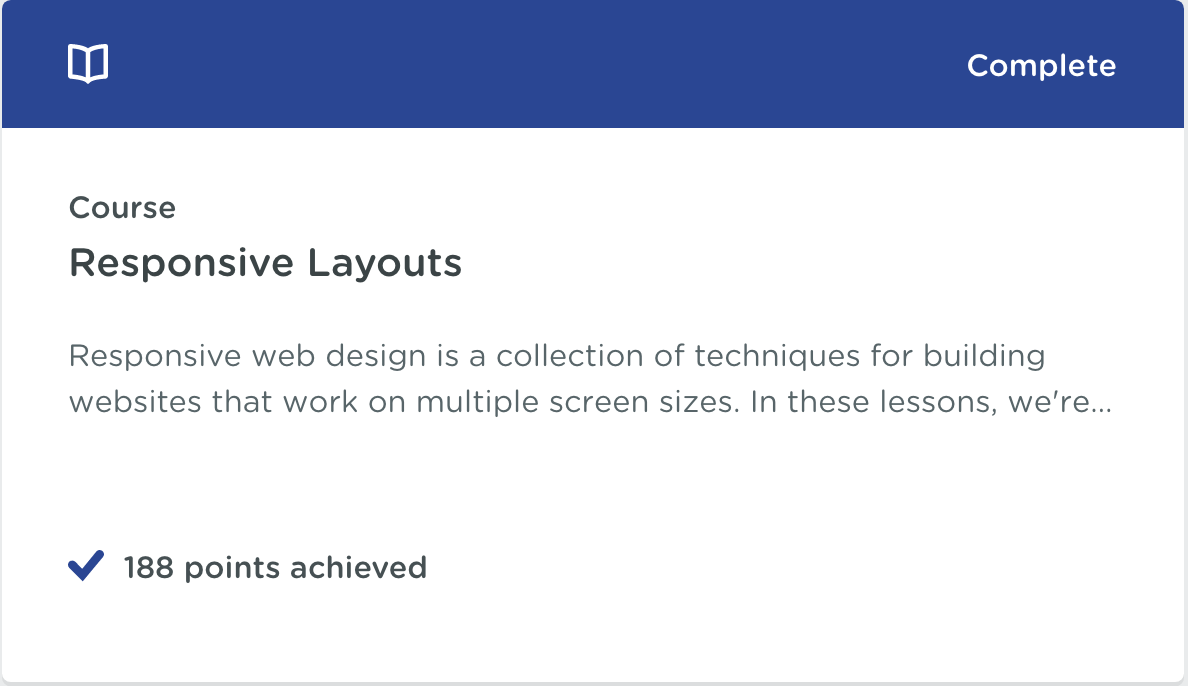 Complete
Course
Responsive Layouts
Responsive web design is a collection of techniques for building
websites that work on multiple screen sizes. In these lessons, we're...
188 points achieved